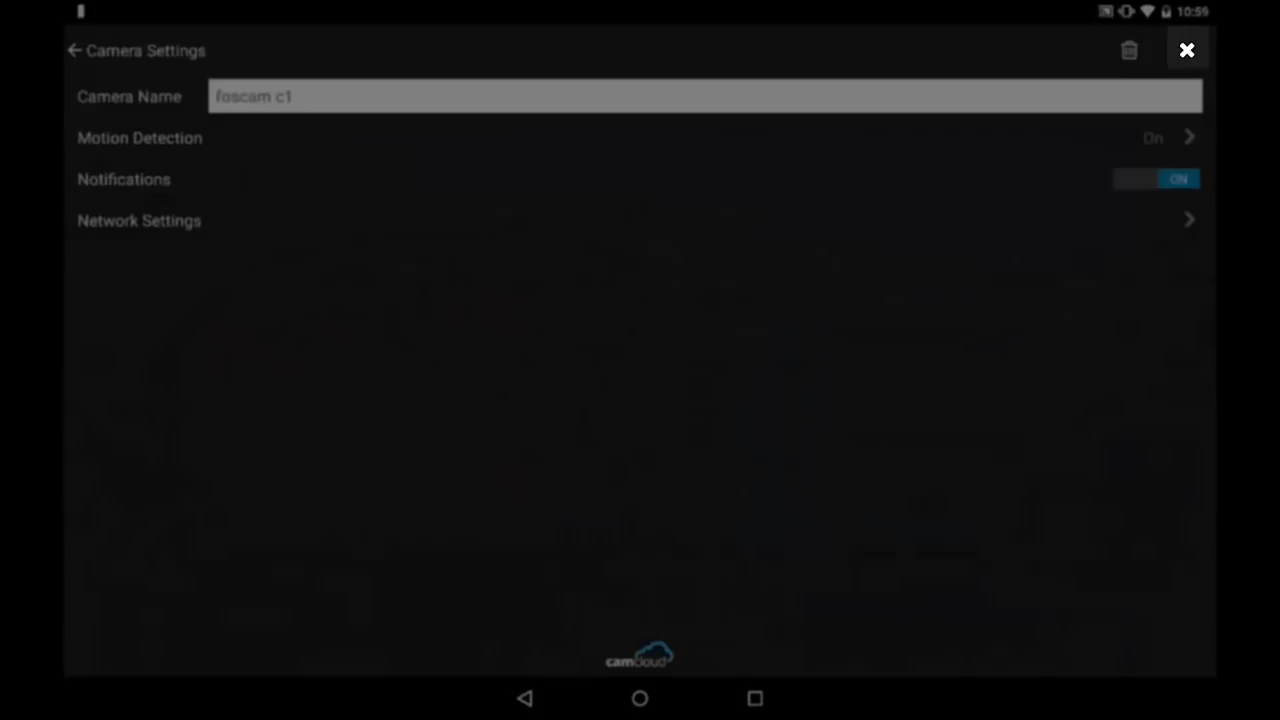 10:59
Camera Settings
Camera Name foscam c1
Motion Detection On
Notifications ON
Network Settings
camcloud